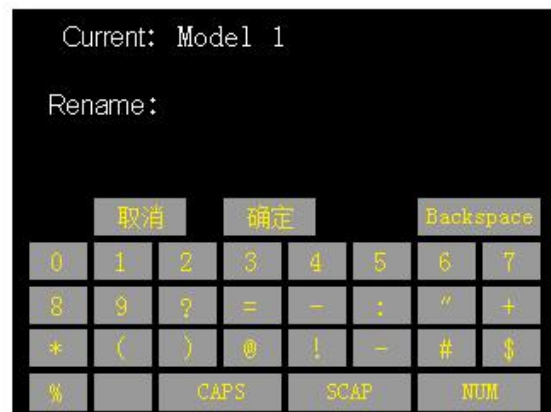 Current: Model 1
Rename:
取消 确定 Backspace
0 1 2 3 4 5 6 7
8 9 ? = - : " +
* ( ) @ ! - # $
% CAPS SCAP NUM